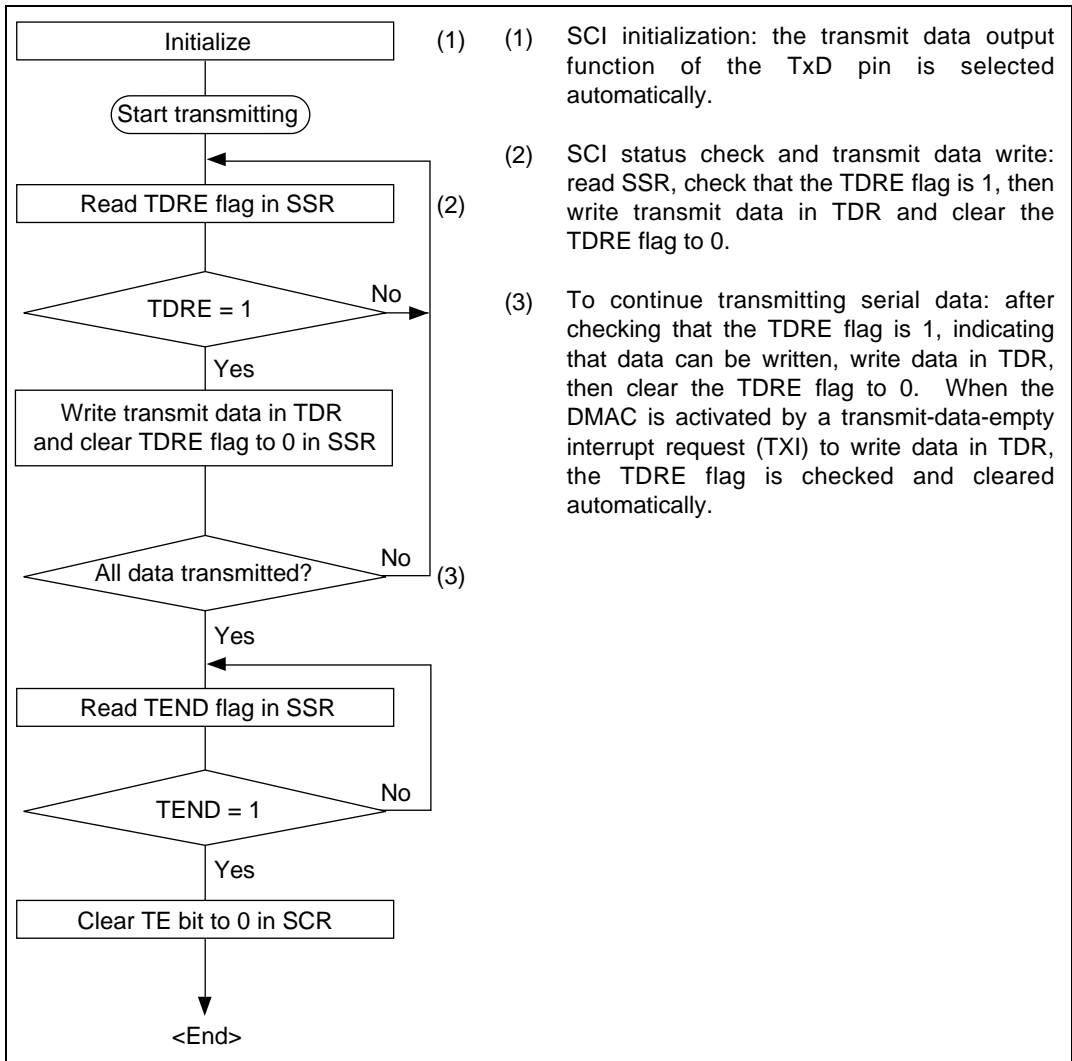 Initialize
(1)
Start transmitting
Read TDRE flag in SSR
(2)
TDRE = 1
No
Yes
Write transmit data in TDR
and clear TDRE flag to 0 in SSR
All data transmitted?
No
(3)
Yes
Read TEND flag in SSR
TEND = 1
No
Yes
Clear TE bit to 0 in SCR
<End>
(1) SCI initialization: the transmit data output
function of the TxD pin is selected
automatically.
(2) SCI status check and transmit data write:
read SSR, check that the TDRE flag is 1, then
write transmit data in TDR and clear the
TDRE flag to 0.
(3) To continue transmitting serial data: after
checking that the TDRE flag is 1, indicating
that data can be written, write data in TDR,
then clear the TDRE flag to 0. When the
DMAC is activated by a transmit-data-empty
interrupt request (TXI) to write data in TDR,
the TDRE flag is checked and cleared
automatically.